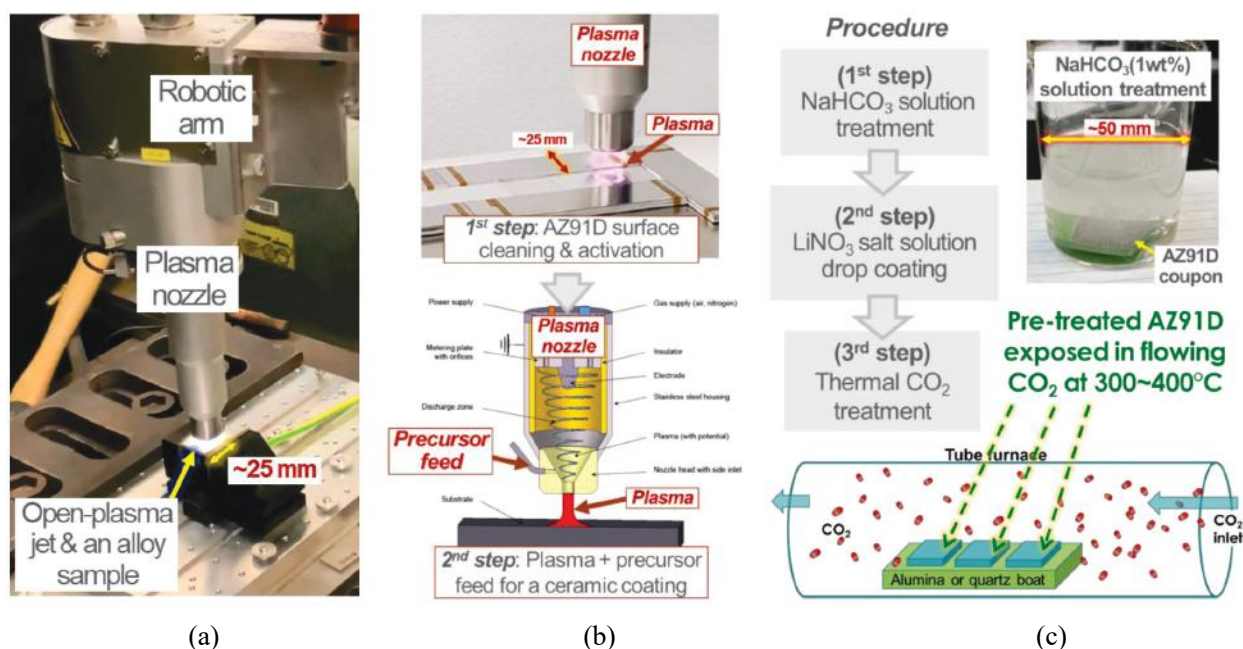 Robotic
arm
Plasma
nozzle
~25 mm
Open-plasma
jet & an alloy
sample
(a)
Plasma
nozzle
~25 mm
Plasma
1st step: AZ91D surface
cleaning & activation
Power supply
Gas supply (air, nitrogen)
Plasma
nozzle
Metering plate
with orifices
Insulator
Electrode
Stainless steel housing
Discharge zone
Plasma (with potential)
Precursor
feed
Nozzle head with side inlet
Plasma
Substrate
2nd step: Plasma + precursor
feed for a ceramic coating
(b)
Procedure
(1st step)
NaHCO3 solution
treatment
(2nd step)
LiNO3 salt solution
drop coating
(3rd step)
Thermal CO2
treatment
NaHCO3(1wt%)
solution treatment
~50 mm
AZ91D
coupon
Pre-treated AZ91D
exposed in flowing
CO2 at 300~400°C
Tube furnace
CO2
CO2
inlet
Alumina or quartz boat
(c)